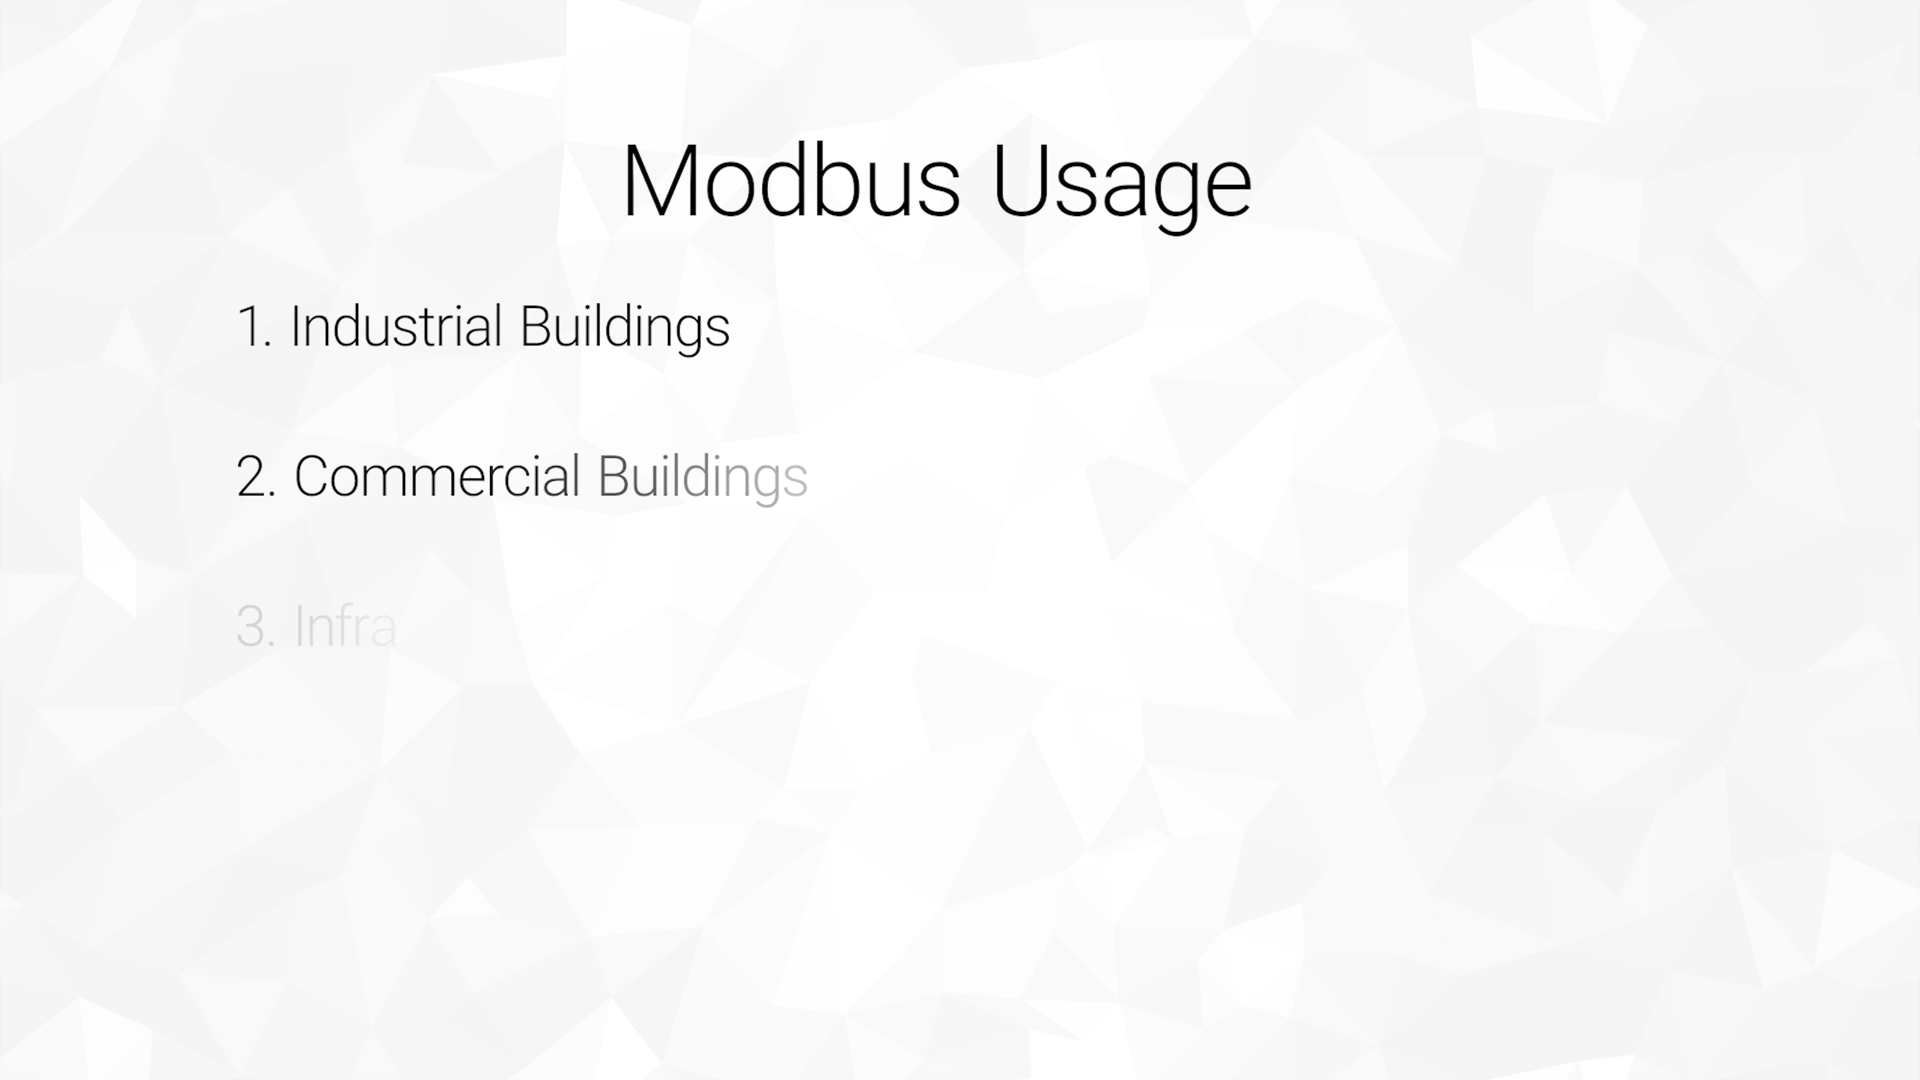 Modbus Usage
1. Industrial Buildings
2. Commercial Buildings
3. Infra